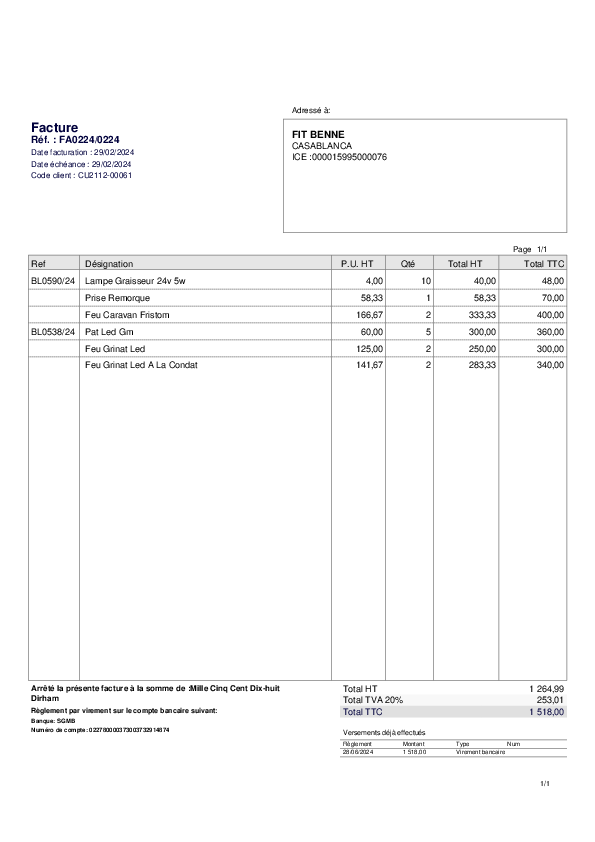 Adressé à:
Facture
Réf. : FA0224/0224
Date facturation : 29/02/2024
Date échéance : 29/02/2024
Code client : CU2112-00061
FIT BENNE
CASABLANCA
ICE :000015995000076
Page 1/1
Ref Désignation P.U. HT Qté Total HT Total TTC
BL0590/24 Lampe Graisseur 24v 5w 4,00 10 40,00 48,00
Prise Remorque 58,33 1 58,33 70,00
Feu Caravan Fristom 166,67 2 333,33 400,00
BL0538/24 Pat Led Gm 60,00 5 300,00 360,00
Feu Grinat Led 125,00 2 250,00 300,00
Feu Grinat Led A La Condat 141,67 2 283,33 340,00
Arrêté la présente facture à la somme de :Mille Cinq Cent Dix-huit
Dirham
Règlement par virement sur le compte bancaire suivant:
Banque: SGMB
Numéro de compte: 022780000373003732914874
Total HT 1 264,99
Total TVA 20% 253,01
Total TTC 1 518,00
Versements déjà effectués
Règlement Montant Type Num
28/06/2024 1 518,00 Virement bancaire
1/1